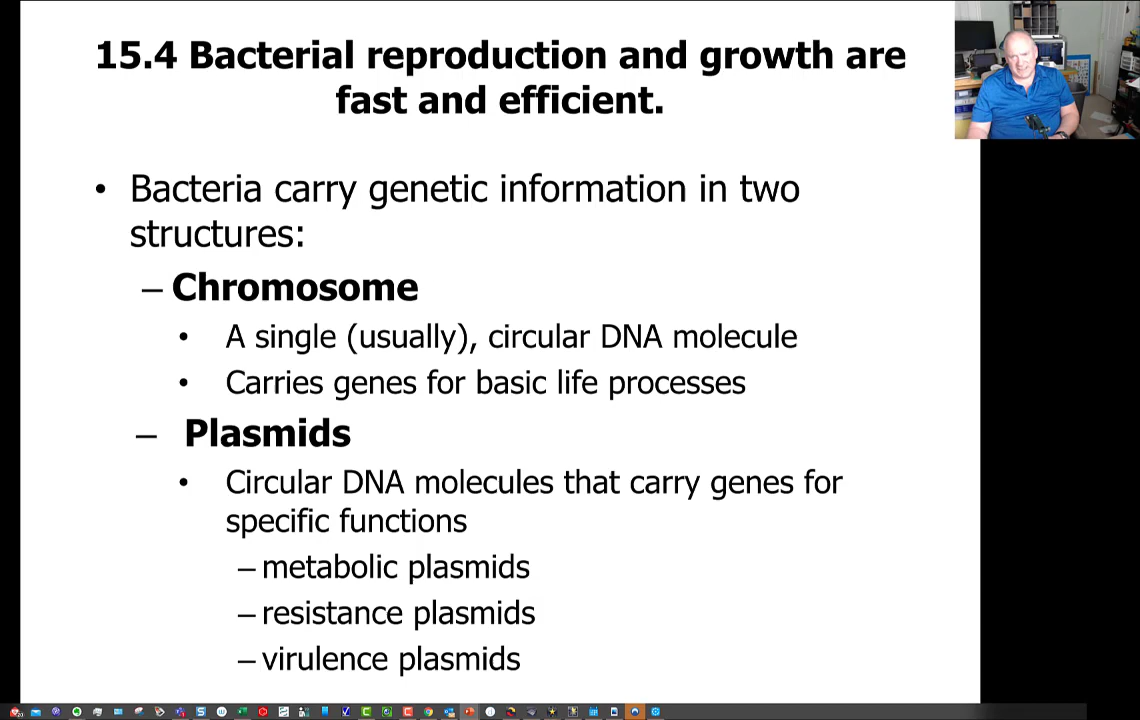 15.4 Bacterial reproduction and growth are
fast and efficient.
• Bacteria carry genetic information in two
structures:
– Chromosome
• A single (usually), circular DNA molecule
• Carries genes for basic life processes
– Plasmids
• Circular DNA molecules that carry genes for
specific functions
– metabolic plasmids
– resistance plasmids
– virulence plasmids